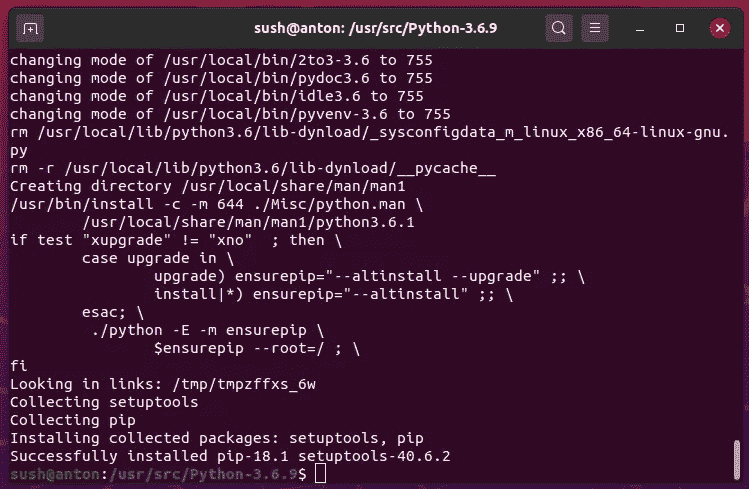 sush@anton: /usr/src/Python-3.6.9
changing mode of /usr/local/bin/2to3-3.6 to 755
changing mode of /usr/local/bin/pydoc3.6 to 755
changing mode of /usr/local/bin/idle3.6 to 755
changing mode of /usr/local/bin/pyvenv-3.6 to 755
rm /usr/local/lib/python3.6/lib-dynload/_sysconfigdata_m_linux_x86_64-linux-gnu.
py
rm -r /usr/local/lib/python3.6/lib-dynload/__pycache__
Creating directory /usr/local/share/man/man1
/usr/bin/install -c -m 644 ./Misc/python.man \
        /usr/local/share/man/man1/python3.6.1
if test "xupgrade" != "xno"  ; then \
        case upgrade in \
                upgrade) ensurepip="--altinstall --upgrade" ;; \
                install|*) ensurepip="--altinstall" ;; \
        esac; \
         ./python -E -m ensurepip \
                $ensurepip --root=/ ; \
fi
Looking in links: /tmp/tmpzffxs_6w
Collecting setuptools
Collecting pip
Installing collected packages: setuptools, pip
Successfully installed pip-18.1 setuptools-40.6.2
sush@anton:/usr/src/Python-3.6.9$